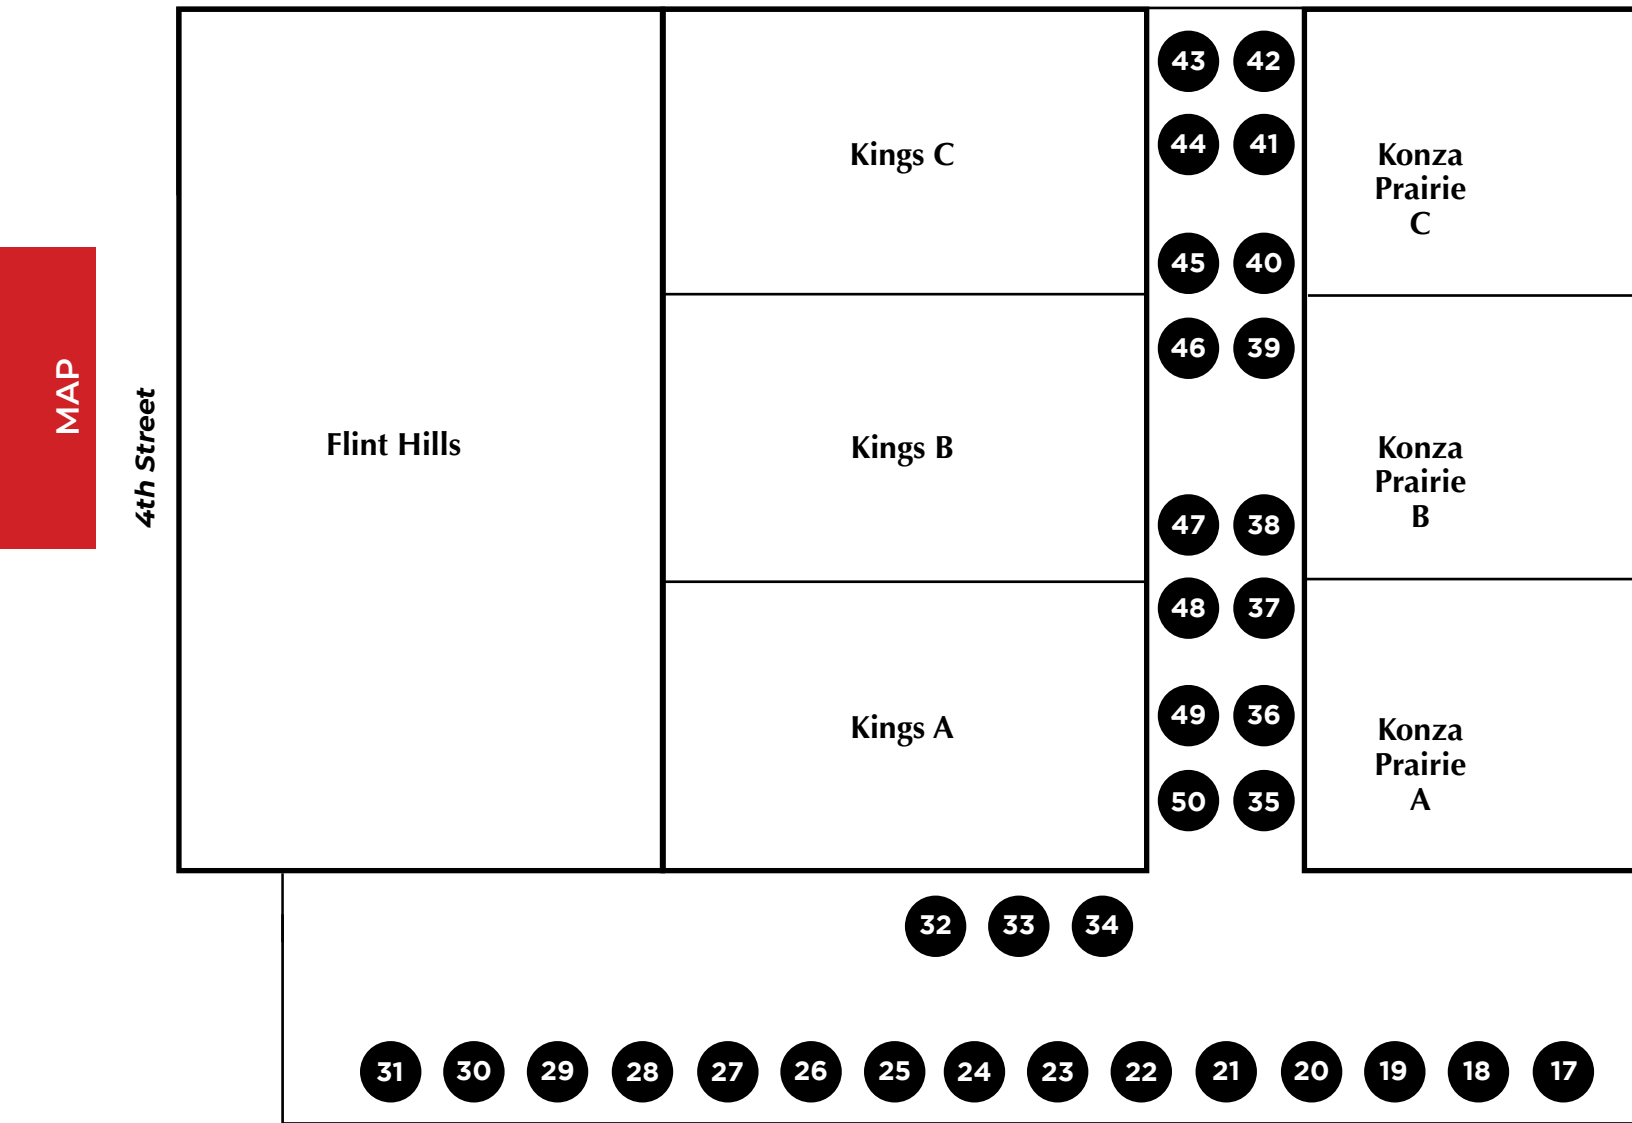 MAP
4th Street
Flint Hills
Kings C
Kings B
Kings A
43 42
44 41
45 40
46 39
47 38
48 37
49 36
50 35
Konza
Prairie
C
Konza
Prairie
B
Konza
Prairie
A
32 33 34
31 30 29 28 27 26 25 24 23 22 21 20 19 18 17